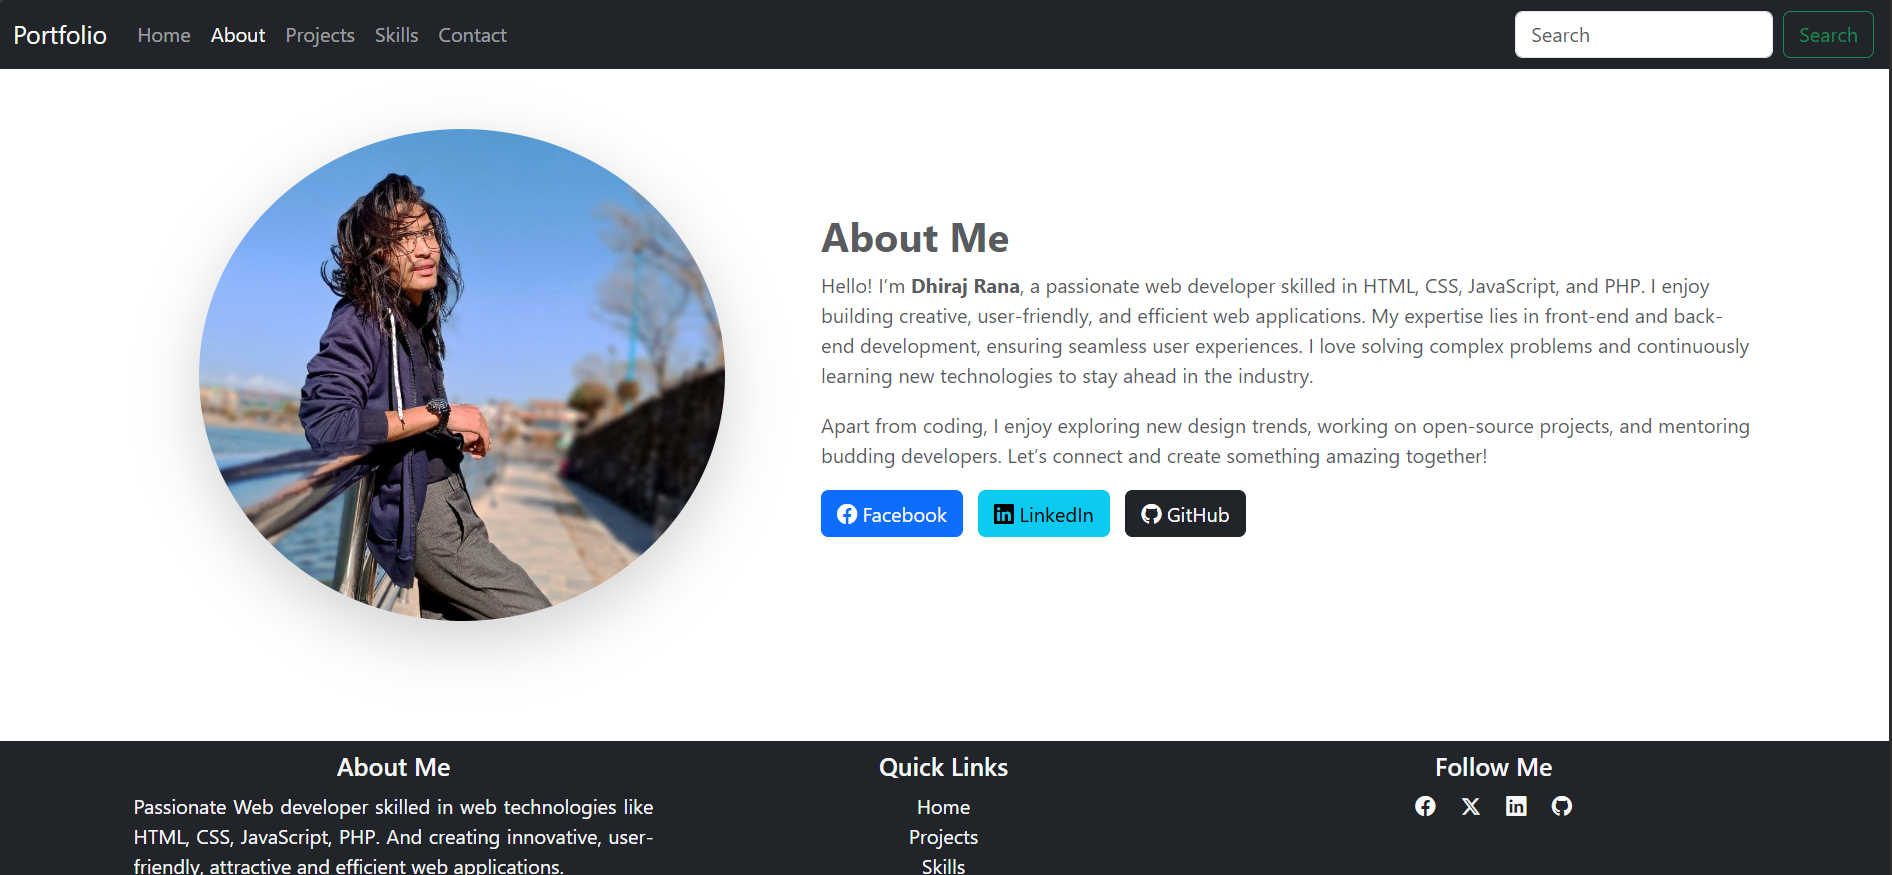 Portfolio Home About Projects Skills Contact Search Search
About Me
Hello! I’m Dhiraj Rana, a passionate web developer skilled in HTML, CSS, JavaScript, and PHP. I enjoy
building creative, user-friendly, and efficient web applications. My expertise lies in front-end and back-
end development, ensuring seamless user experiences. I love solving complex problems and continuously
learning new technologies to stay ahead in the industry.
Apart from coding, I enjoy exploring new design trends, working on open-source projects, and mentoring
budding developers. Let’s connect and create something amazing together!
Facebook LinkedIn GitHub
About Me
Passionate Web developer skilled in web technologies like
HTML, CSS, JavaScript, PHP. And creating innovative, user-
friendly, attractive and efficient web applications.
Quick Links
Home
Projects
Skills
Follow Me